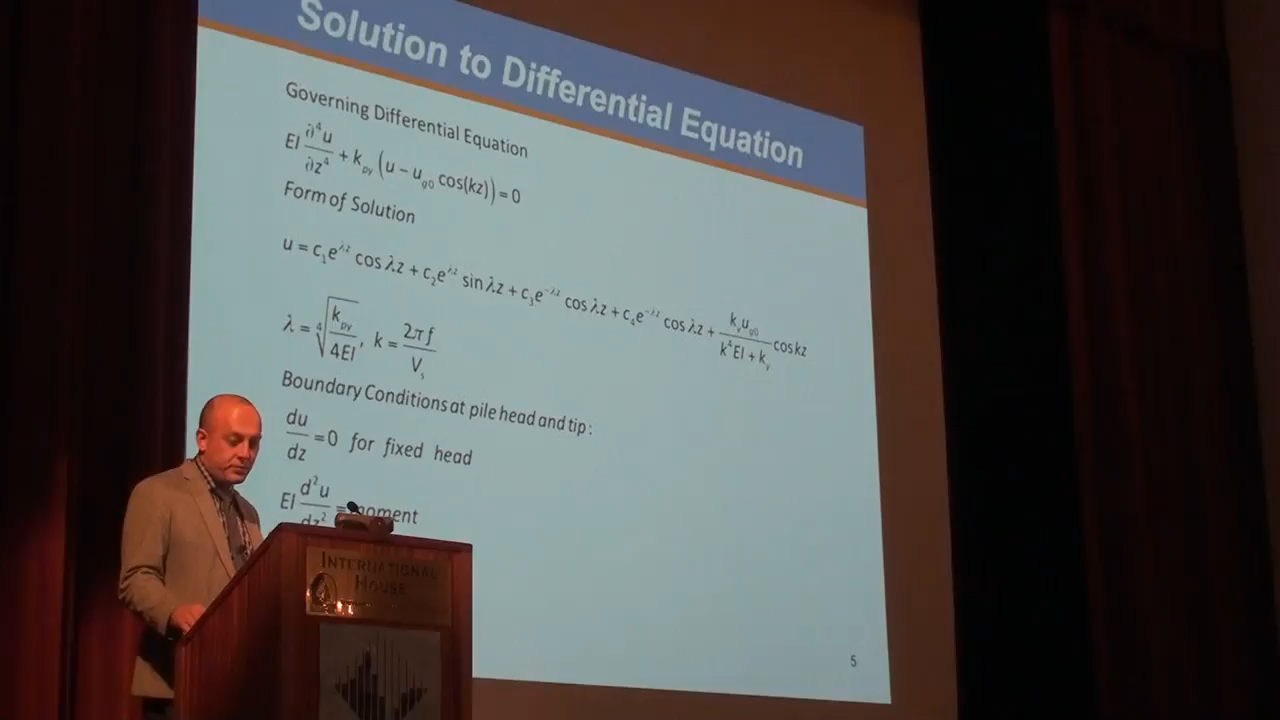 Solution to Differential Equation
Governing Differential Equation
EI ∂⁴u/∂z⁴ + k_py (u − u_g0 cos(kz)) = 0
Form of Solution
u = c₁e^{λz} cos λz + c₂e^{λz} sin λz + c₃e^{−λz} cos λz + c₄e^{−λz} cos λz + k_y u_g0 / (k⁴EI + k_y) cos kz
λ = ⁴√(k_py / 4EI), k = 2πf / V_s
Boundary Conditions at pile head and tip :
du/dz = 0 for fixed head
EI d²u/dz² = moment
INTERNATIONAL
HOUSE
5